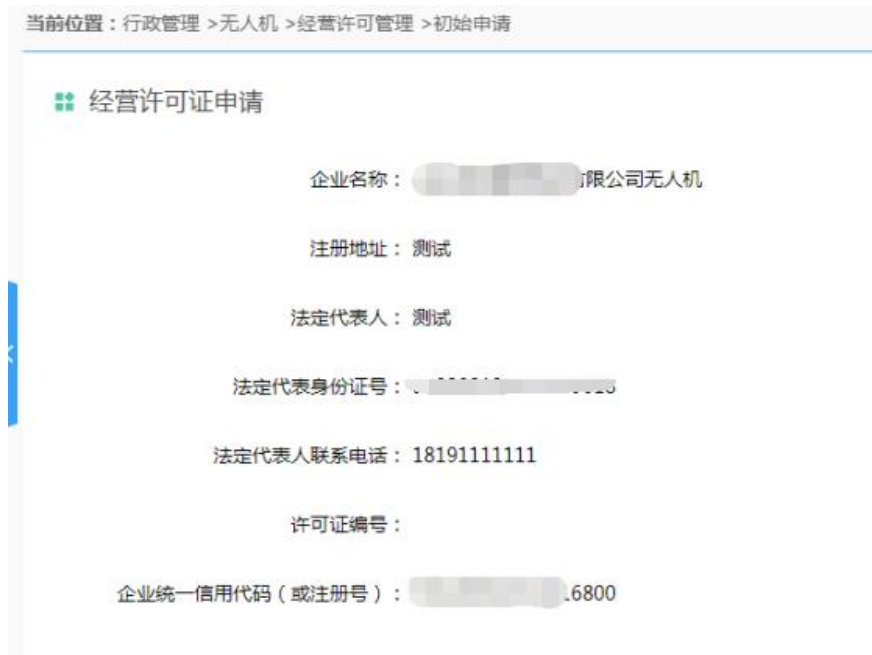 当前位置：行政管理 >无人机 >经营许可管理 >初始申请
经营许可证申请
企业名称： 限公司无人机
注册地址： 测试
法定代表人： 测试
法定代表身份证号：
法定代表人联系电话： 18191111111
许可证编号：
企业统一信用代码（或注册号）： 6800